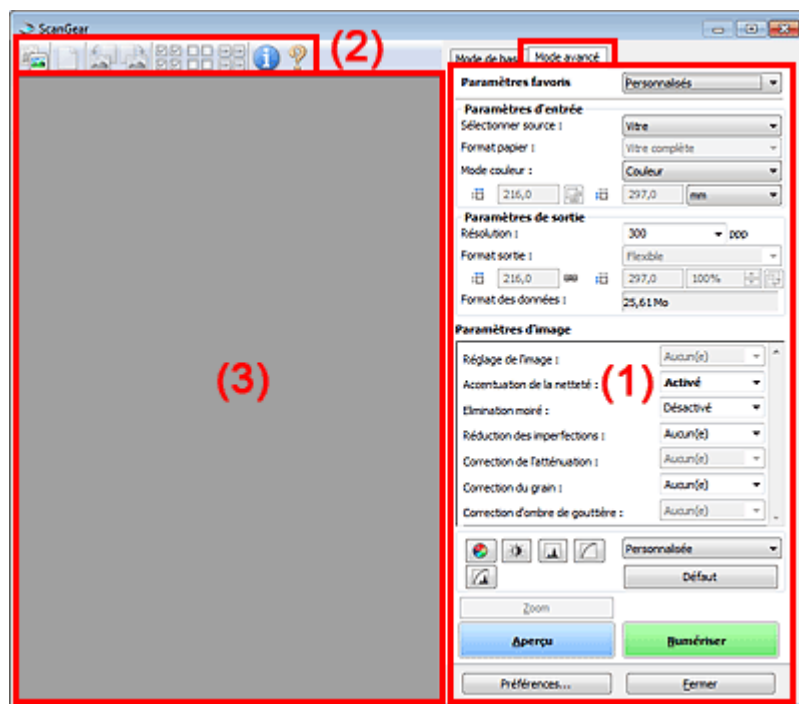 ScanGear
(2)
Mode de bas Mode avancé
Paramètres favoris Personnalisés
Paramètres d'entrée
Sélectionner source : Vitre
Format papier : Vitre complète
Mode couleur : Couleur
216,0 297,0 mm
Paramètres de sortie
Résolution : 300 ppp
Format sortie : Flexible
216,0 297,0 100%
Format des données : 25,61 Mo
Paramètres d'image
Réglage de l'image : Aucun(e)
(3)
(1)
Accentuation de la netteté : Activé
Elimination moiré : Désactivé
Réduction des imperfections : Aucun(e)
Correction de l'atténuation : Aucun(e)
Correction du grain : Aucun(e)
Correction d'ombre de gouttière : Aucun(e)
Personnalisée
Défaut
Zoom
Aperçu Numériser
Préférences... Fermer